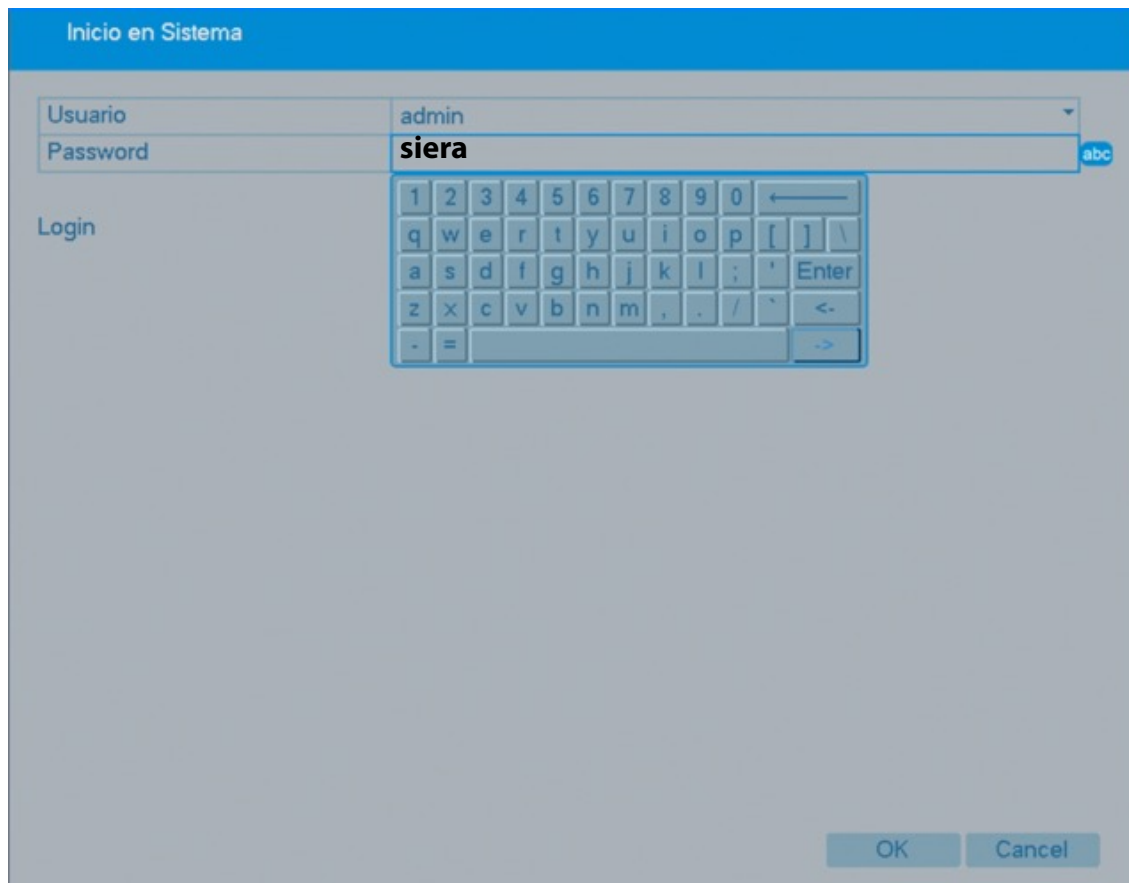 Inicio en Sistema
Usuario admin
Password siera abc
Login
1 2 3 4 5 6 7 8 9 0 ←
q w e r t y u i o p [ ] \
a s d f g h j k l ; ' Enter
z x c v b n m , . / ` <-
- = ->
OK Cancel